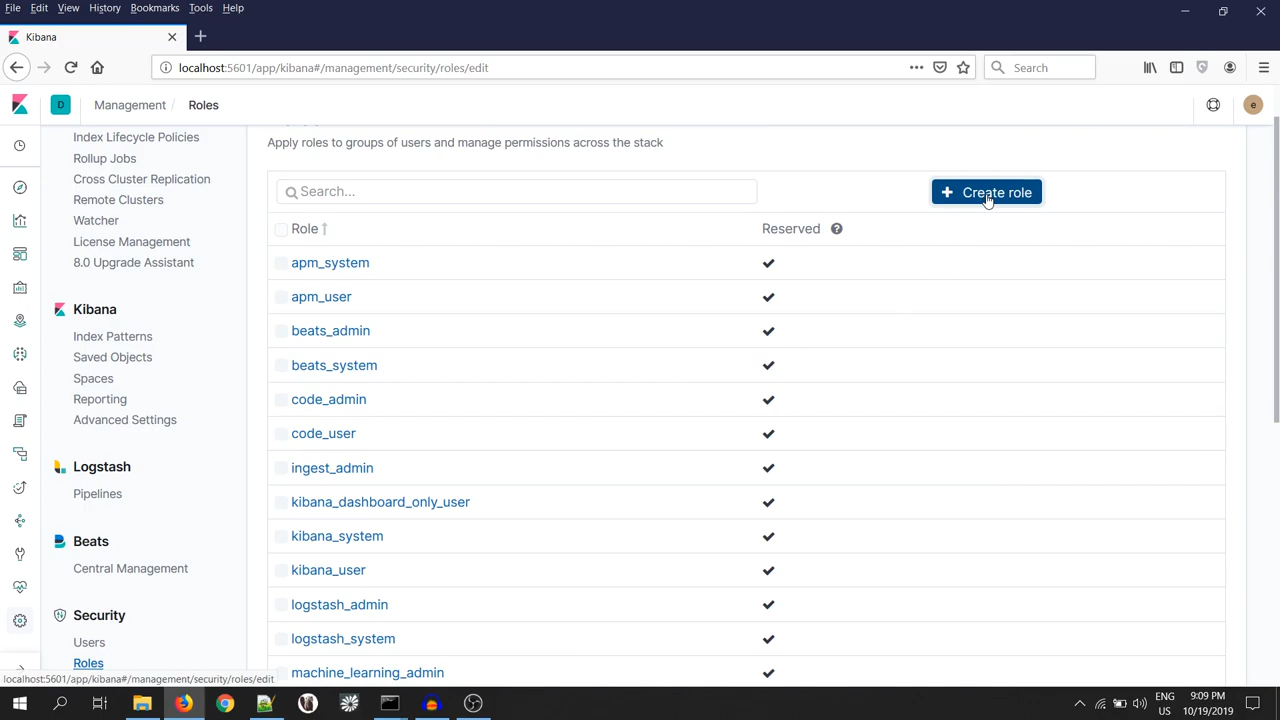 File Edit View History Bookmarks Tools Help
Kibana
localhost:5601/app/kibana#/management/security/roles/edit
Search
D Management / Roles e
Index Lifecycle Policies
Rollup Jobs
Cross Cluster Replication
Remote Clusters
Watcher
License Management
8.0 Upgrade Assistant
Kibana
Index Patterns
Saved Objects
Spaces
Reporting
Advanced Settings
Logstash
Pipelines
Beats
Central Management
Security
Users
Roles
Apply roles to groups of users and manage permissions across the stack
Search...
Create role
Role Reserved
apm_system
apm_user
beats_admin
beats_system
code_admin
code_user
ingest_admin
kibana_dashboard_only_user
kibana_system
kibana_user
logstash_admin
logstash_system
machine_learning_admin
localhost:5601/app/kibana#/management/security/roles/edit
ENG 9:09 PM
US 10/19/2019